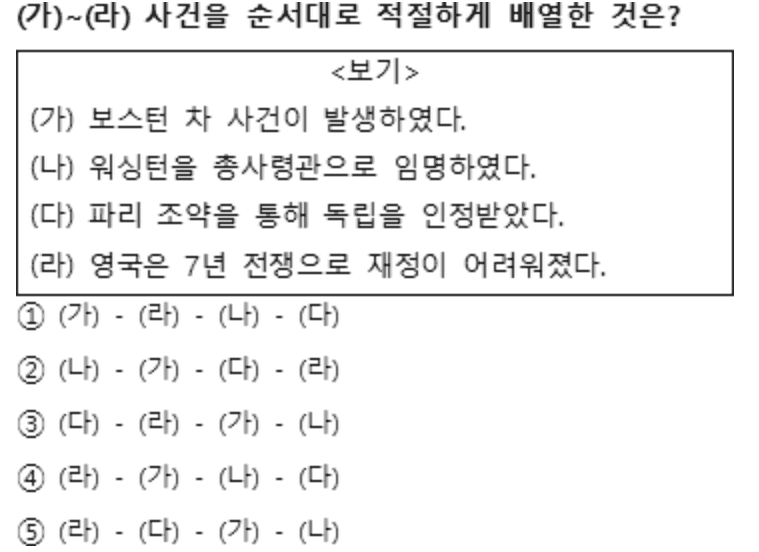 (가)~(라) 사건을 순서대로 적절하게 배열한 것은?
<보기>
(가) 보스턴 차 사건이 발생하였다.
(나) 워싱턴을 총사령관으로 임명하였다.
(다) 파리 조약을 통해 독립을 인정받았다.
(라) 영국은 7년 전쟁으로 재정이 어려워졌다.
① (가) - (라) - (나) - (다)
② (나) - (가) - (다) - (라)
③ (다) - (라) - (가) - (나)
④ (라) - (가) - (나) - (다)
⑤ (라) - (다) - (가) - (나)